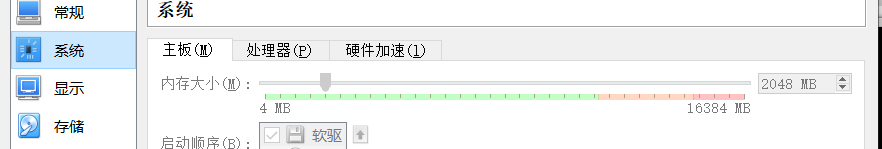 常规
系统
系统
主板(M) 处理器(P) 硬件加速(l)
内存大小(M): 2048 MB
4 MB 16384 MB
显示
存储
启动顺序(B): 软驱